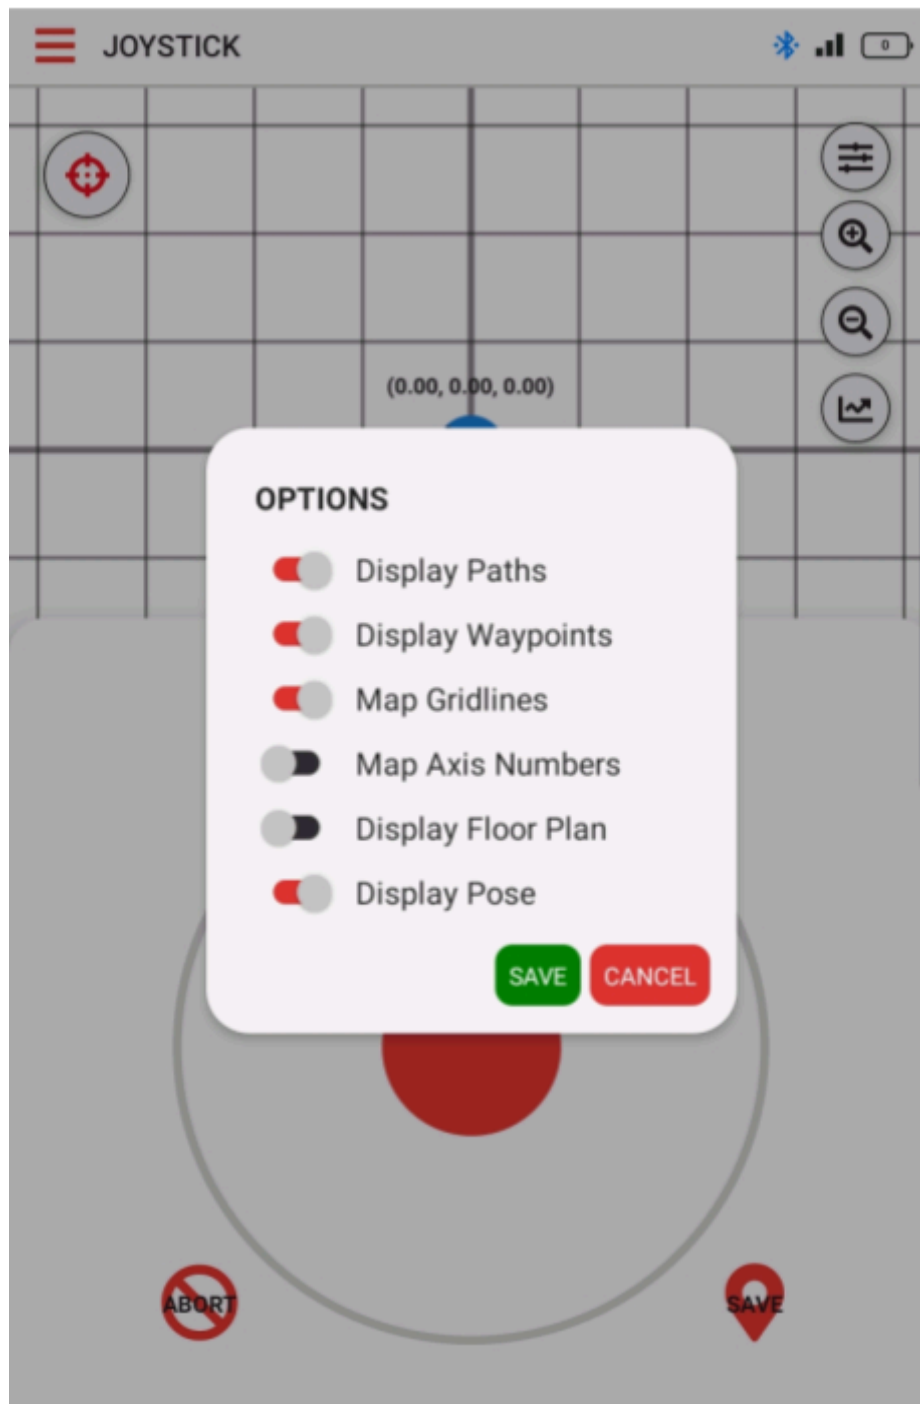 JOYSTICK
0
(0.00, 0.00, 0.00)
OPTIONS
Display Paths
Display Waypoints
Map Gridlines
Map Axis Numbers
Display Floor Plan
Display Pose
SAVE CANCEL
ABORT
SAVE